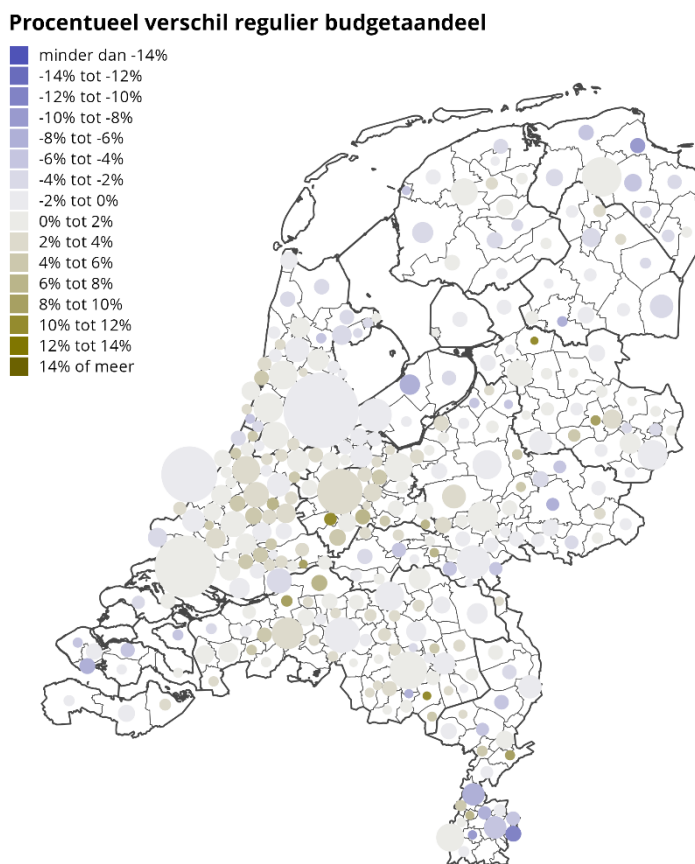 Procentueel verschil regulier budgetaandeel
minder dan -14%
-14% tot -12%
-12% tot -10%
-10% tot -8%
-8% tot -6%
-6% tot -4%
-4% tot -2%
-2% tot 0%
0% tot 2%
2% tot 4%
4% tot 6%
6% tot 8%
8% tot 10%
10% tot 12%
12% tot 14%
14% of meer